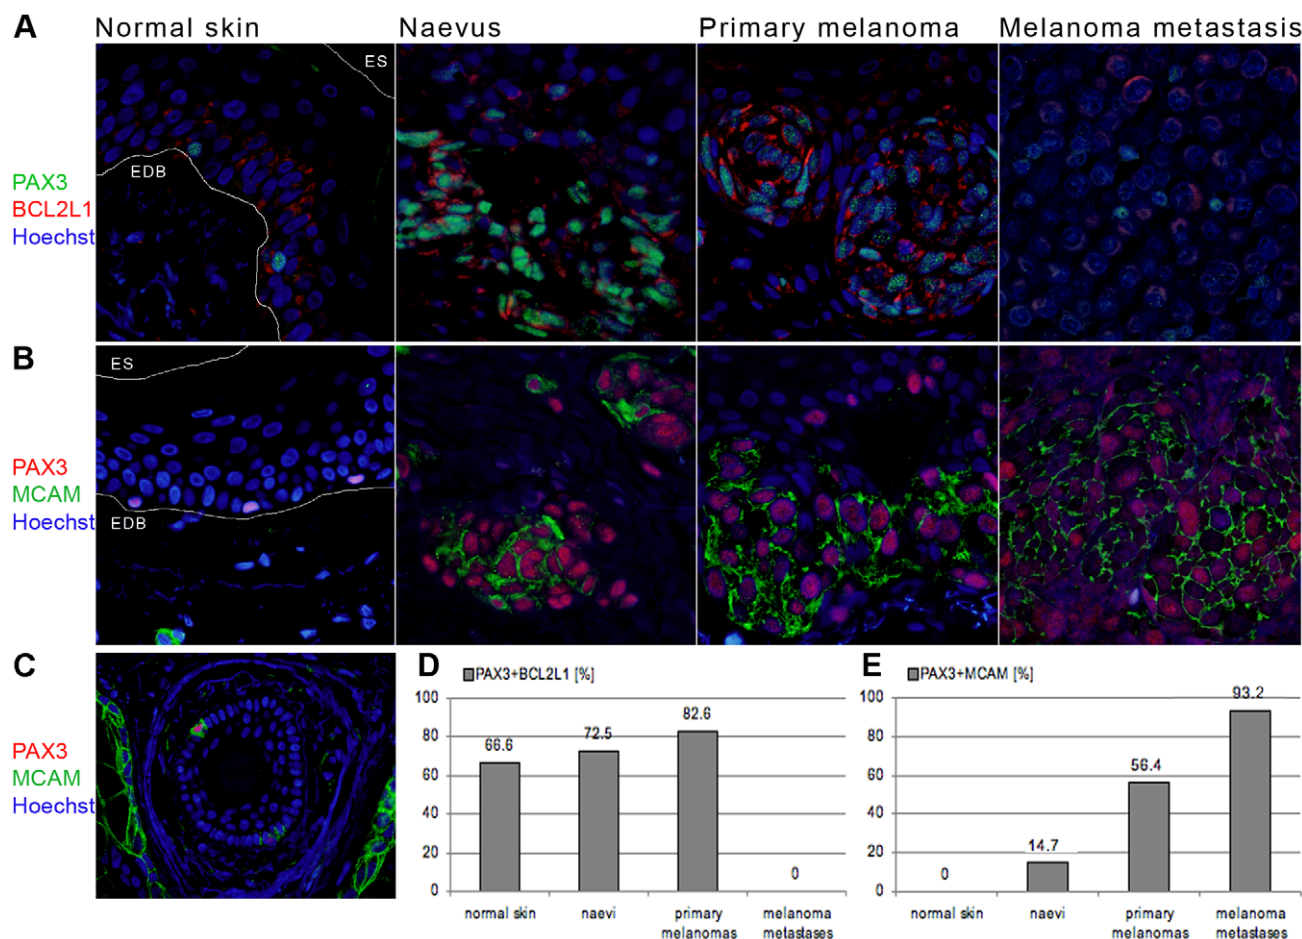 A
Normal skin
Naevus
Primary melanoma
Melanoma metastasis
ES
EDB
PAX3
BCL2L1
Hoechst
B
ES
EDB
PAX3
MCAM
Hoechst
C
PAX3
MCAM
Hoechst
D
PAX3+BCL2L1 [%]
100
80
60
40
20
0
66.6
72.5
82.6
0
normal skin
naevi
primary
melanomas
melanoma
metastases
E
PAX3+MCAM [%]
100
80
60
40
20
0
0
14.7
56.4
93.2
normal skin
naevi
primary
melanomas
melanoma
metastases